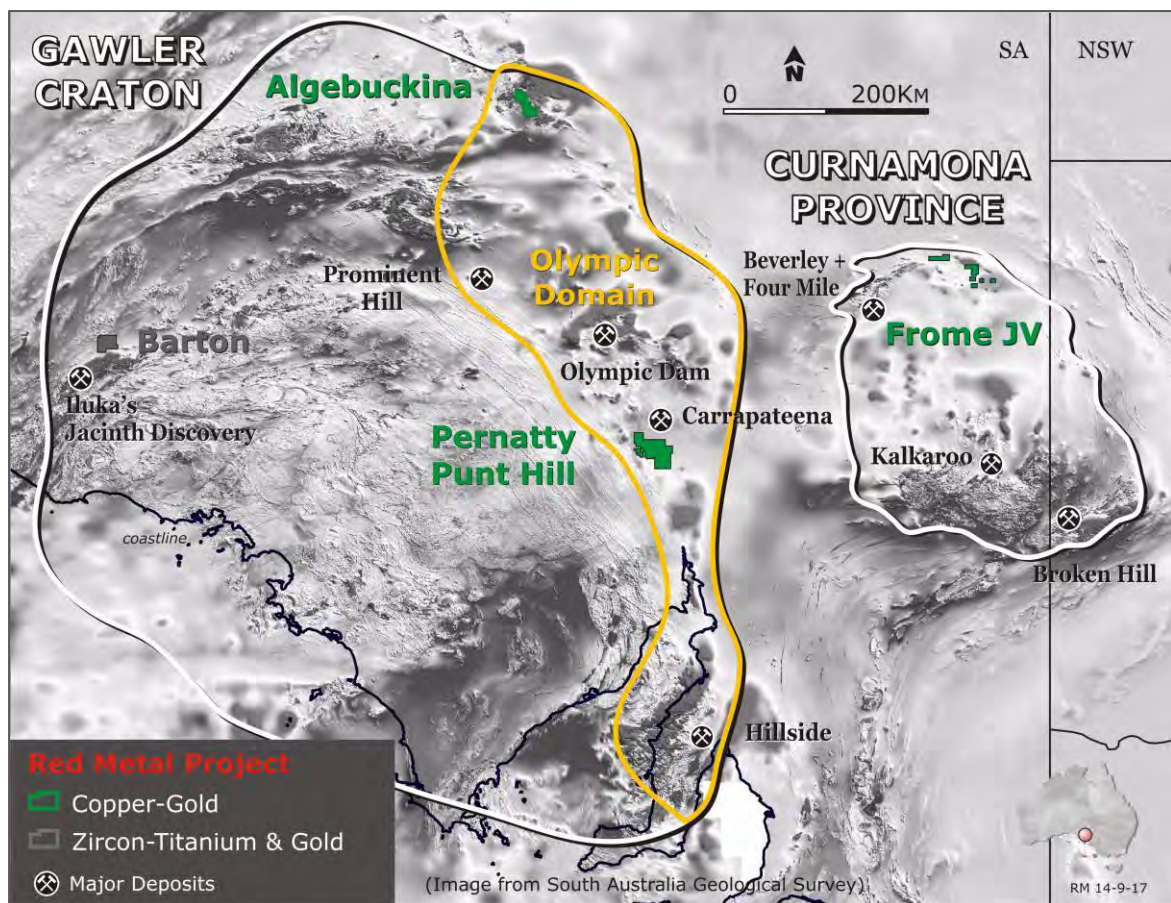 GAWLER
CRATON
Algebuckina
N
SA
NSW
0
200KM
CURNAMONA
PROVINCE
Prominent
Hill
Olympic
Domain
Beverley +
Four Mile
Barton
Frome JV
Olympic Dam
Iluka's
Jacinth Discovery
Carrapateena
Pernatty
Punt Hill
Kalkaroo
coastline
Broken Hill
Hillside
Red Metal Project
Copper-Gold
Zircon-Titanium & Gold
Major Deposits
(Image from South Australia Geological Survey)
RM 14-9-17